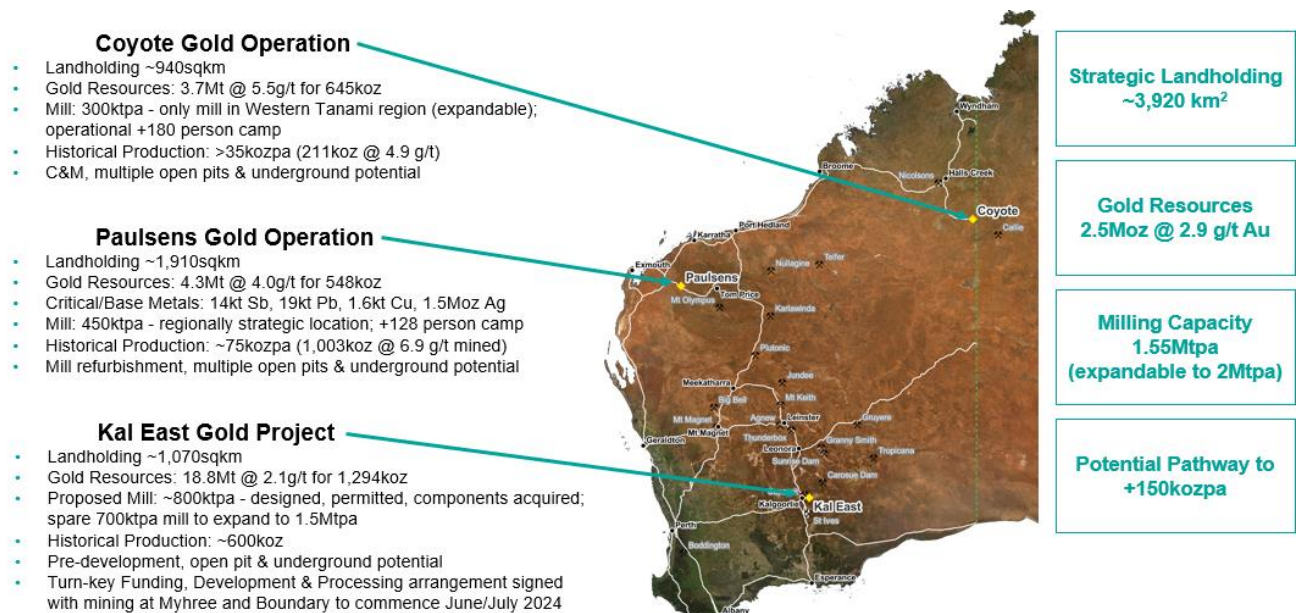 Coyote Gold Operation
• Landholding ~940sqkm
• Gold Resources: 3.7Mt @ 5.5g/t for 645koz
• Mill: 300ktpa - only mill in Western Tanami region (expandable);
operational +180 person camp
• Historical Production: >35kozpa (211koz @ 4.9 g/t)
• C&M, multiple open pits & underground potential
Paulsens Gold Operation
• Landholding ~1,910sqkm
• Gold Resources: 4.3Mt @ 4.0g/t for 548koz
• Critical/Base Metals: 14kt Sb, 19kt Pb, 1.6kt Cu, 1.5Moz Ag
• Mill: 450ktpa - regionally strategic location; +128 person camp
• Historical Production: ~75kozpa (1,003koz @ 6.9 g/t mined)
• Mill refurbishment, multiple open pits & underground potential
Kal East Gold Project
• Landholding ~1,070sqkm
• Gold Resources: 18.8Mt @ 2.1g/t for 1,294koz
• Proposed Mill: ~800ktpa - designed, permitted, components acquired;
spare 700ktpa mill to expand to 1.5Mtpa
• Historical Production: ~600koz
• Pre-development, open pit & underground potential
• Turn-key Funding, Development & Processing arrangement signed
with mining at Myhree and Boundary to commence June/July 2024
Wyndham
Broome
Halls Creek
Nicolsons
Coyote
Callie
Port Hedland
Karratha
Exmouth
Telfer
Nullagine
Paulsens
Tom Price
Mt Olympus
Karlawinda
Plutonic
Jundee
Meekatharra
Mt Keith
Big Bell
Agnew
Leinster
Mt Magnet
Mt Magnet
Gruyere
Thunderbox
Geraldton
Leonora
Granny Smith
Sunrise Dam
Tropicana
Carosue Dam
Kalgoorlie
Kal East
St Ives
Perth
Boddington
Esperance
Albany
Strategic Landholding
~3,920 km²
Gold Resources
2.5Moz @ 2.9 g/t Au
Milling Capacity
1.55Mtpa
(expandable to 2Mtpa)
Potential Pathway to
+150kozpa